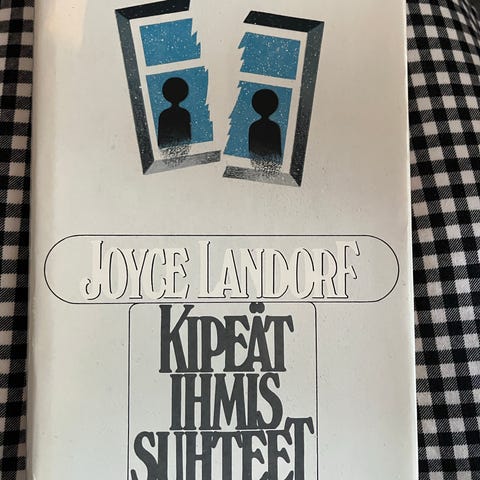 JOYCE LANDORF
KIPEÄT
IHMIS
SUHTEET